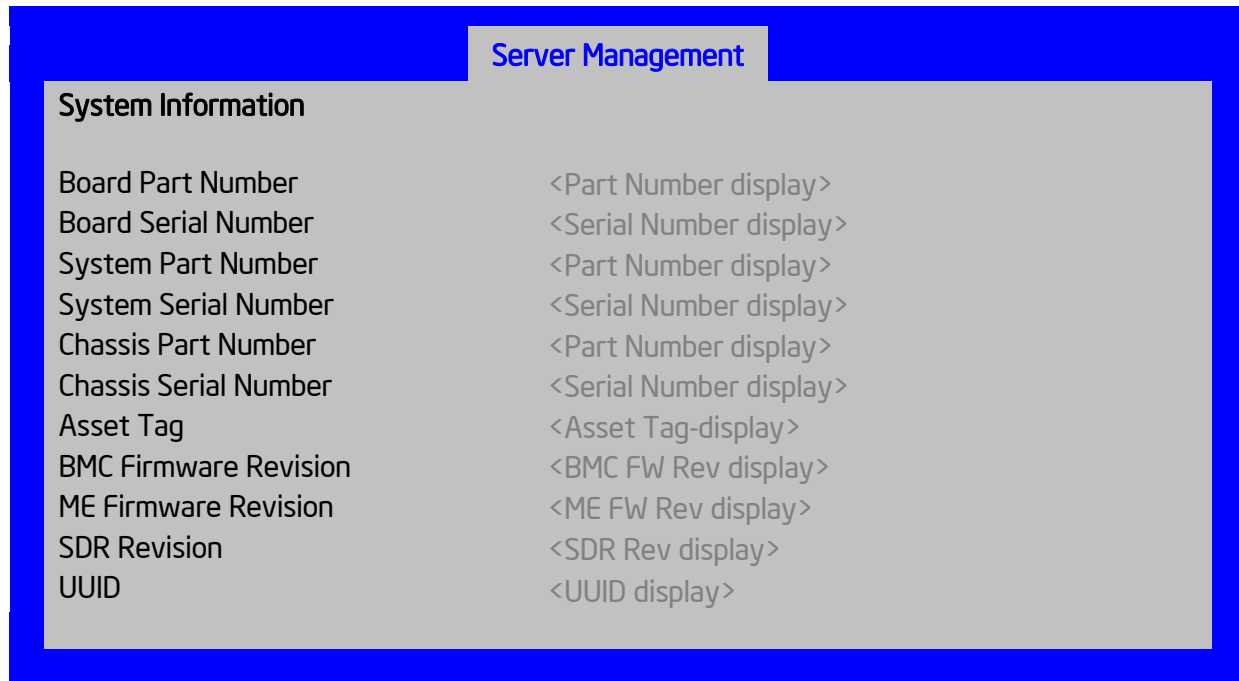 Server Management
System Information
Board Part Number <Part Number display>
Board Serial Number <Serial Number display>
System Part Number <Part Number display>
System Serial Number <Serial Number display>
Chassis Part Number <Part Number display>
Chassis Serial Number <Serial Number display>
Asset Tag <Asset Tag-display>
BMC Firmware Revision <BMC FW Rev display>
ME Firmware Revision <ME FW Rev display>
SDR Revision <SDR Rev display>
UUID <UUID display>